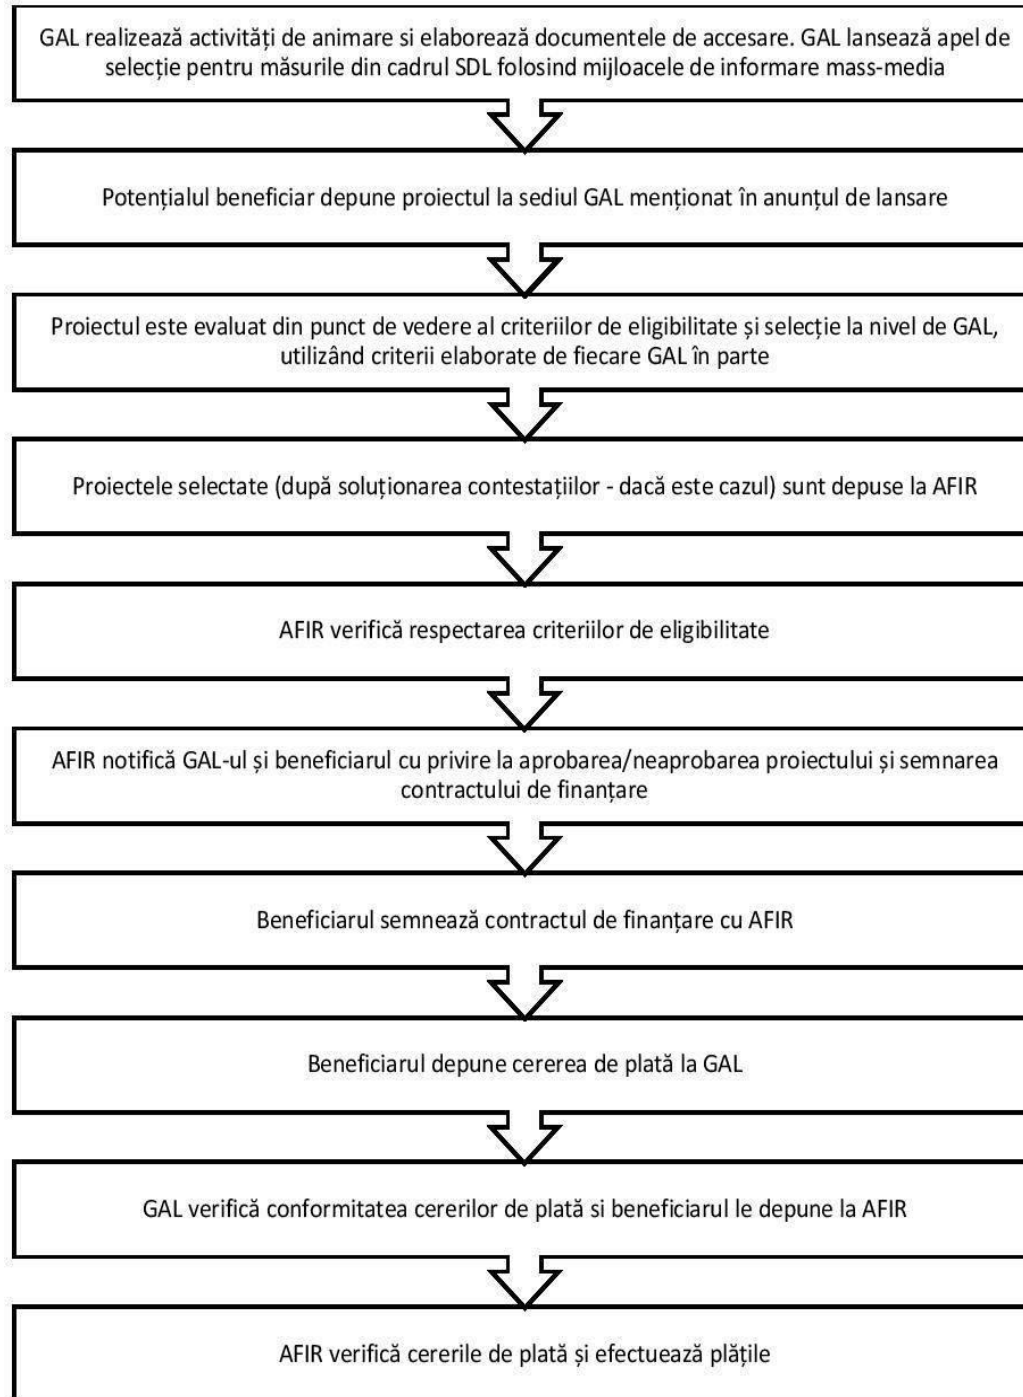 GAL realizează activități de animare si elaborează documentele de accesare. GAL lansează apel de
selecție pentru măsurile din cadrul SDL folosind mijloacele de informare mass-media
Potențialul beneficiar depune proiectul la sediul GAL menționat în anunțul de lansare
Proiectul este evaluat din punct de vedere al criteriilor de eligibilitate și selecție la nivel de GAL,
utilizând criterii elaborate de fiecare GAL în parte
Proiectele selectate (după soluționarea contestațiilor - dacă este cazul) sunt depuse la AFIR
AFIR verifică respectarea criteriilor de eligibilitate
AFIR notifică GAL-ul și beneficiarul cu privire la aprobarea/neaprobarea proiectului și semnarea
contractului de finanțare
Beneficiarul semnează contractul de finanțare cu AFIR
Beneficiarul depune cererea de plată la GAL
GAL verifică conformitatea cererilor de plată si beneficiarul le depune la AFIR
AFIR verifică cererile de plată și efectuează plățile